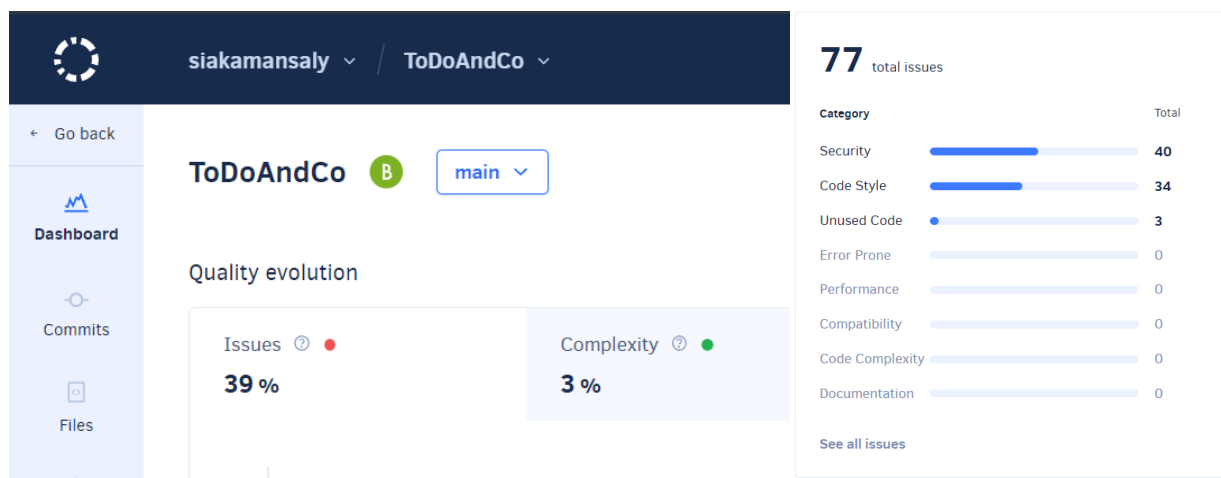 siakamansaly / ToDoAndCo
← Go back
ToDoAndCo B main
Dashboard
Quality evolution
Commits
Issues ? Complexity ?
39 % 3 %
Files
77 total issues
Category Total
Security 40
Code Style 34
Unused Code 3
Error Prone 0
Performance 0
Compatibility 0
Code Complexity 0
Documentation 0
See all issues